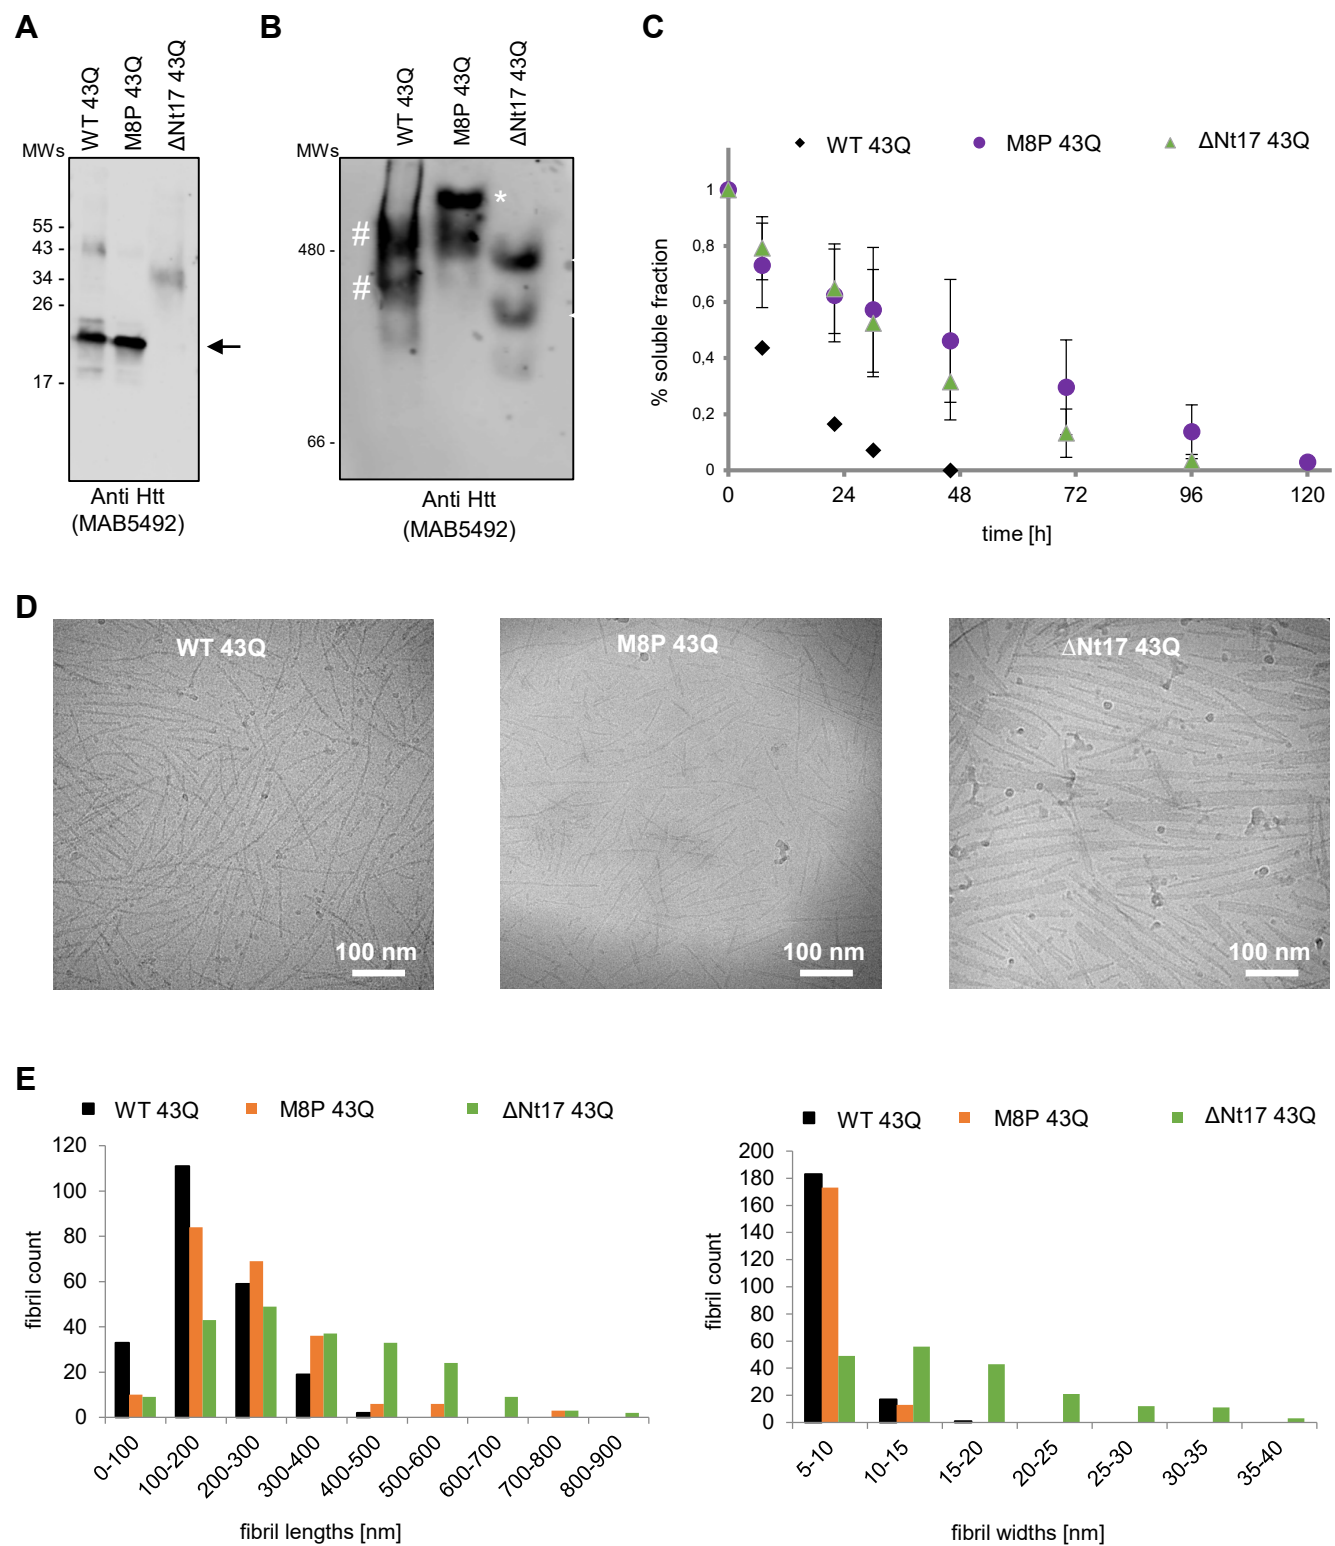 A
B
C
WT 43Q
M8P 43Q
ΔNt17 43Q
MWs
55 -
43 -
34 -
26 -
17 -
Anti Htt
(MAB5492)
WT 43Q
M8P 43Q
ΔNt17 43Q
MWs
#
*
480 -
#
66 -
Anti Htt
(MAB5492)
WT 43Q
M8P 43Q
ΔNt17 43Q
% soluble fraction
1
0,8
0,6
0,4
0,2
0
0 24 48 72 96 120
time [h]
D
WT 43Q
100 nm
M8P 43Q
100 nm
ΔNt17 43Q
100 nm
E
WT 43Q
M8P 43Q
ΔNt17 43Q
fibril count
120
100
80
60
40
20
0
0-100
100-200
200-300
300-400
400-500
500-600
600-700
700-800
800-900
fibril lengths [nm]
WT 43Q
M8P 43Q
ΔNt17 43Q
fibril count
200
180
160
140
120
100
80
60
40
20
0
5-10
10-15
15-20
20-25
25-30
30-35
35-40
fibril widths [nm]